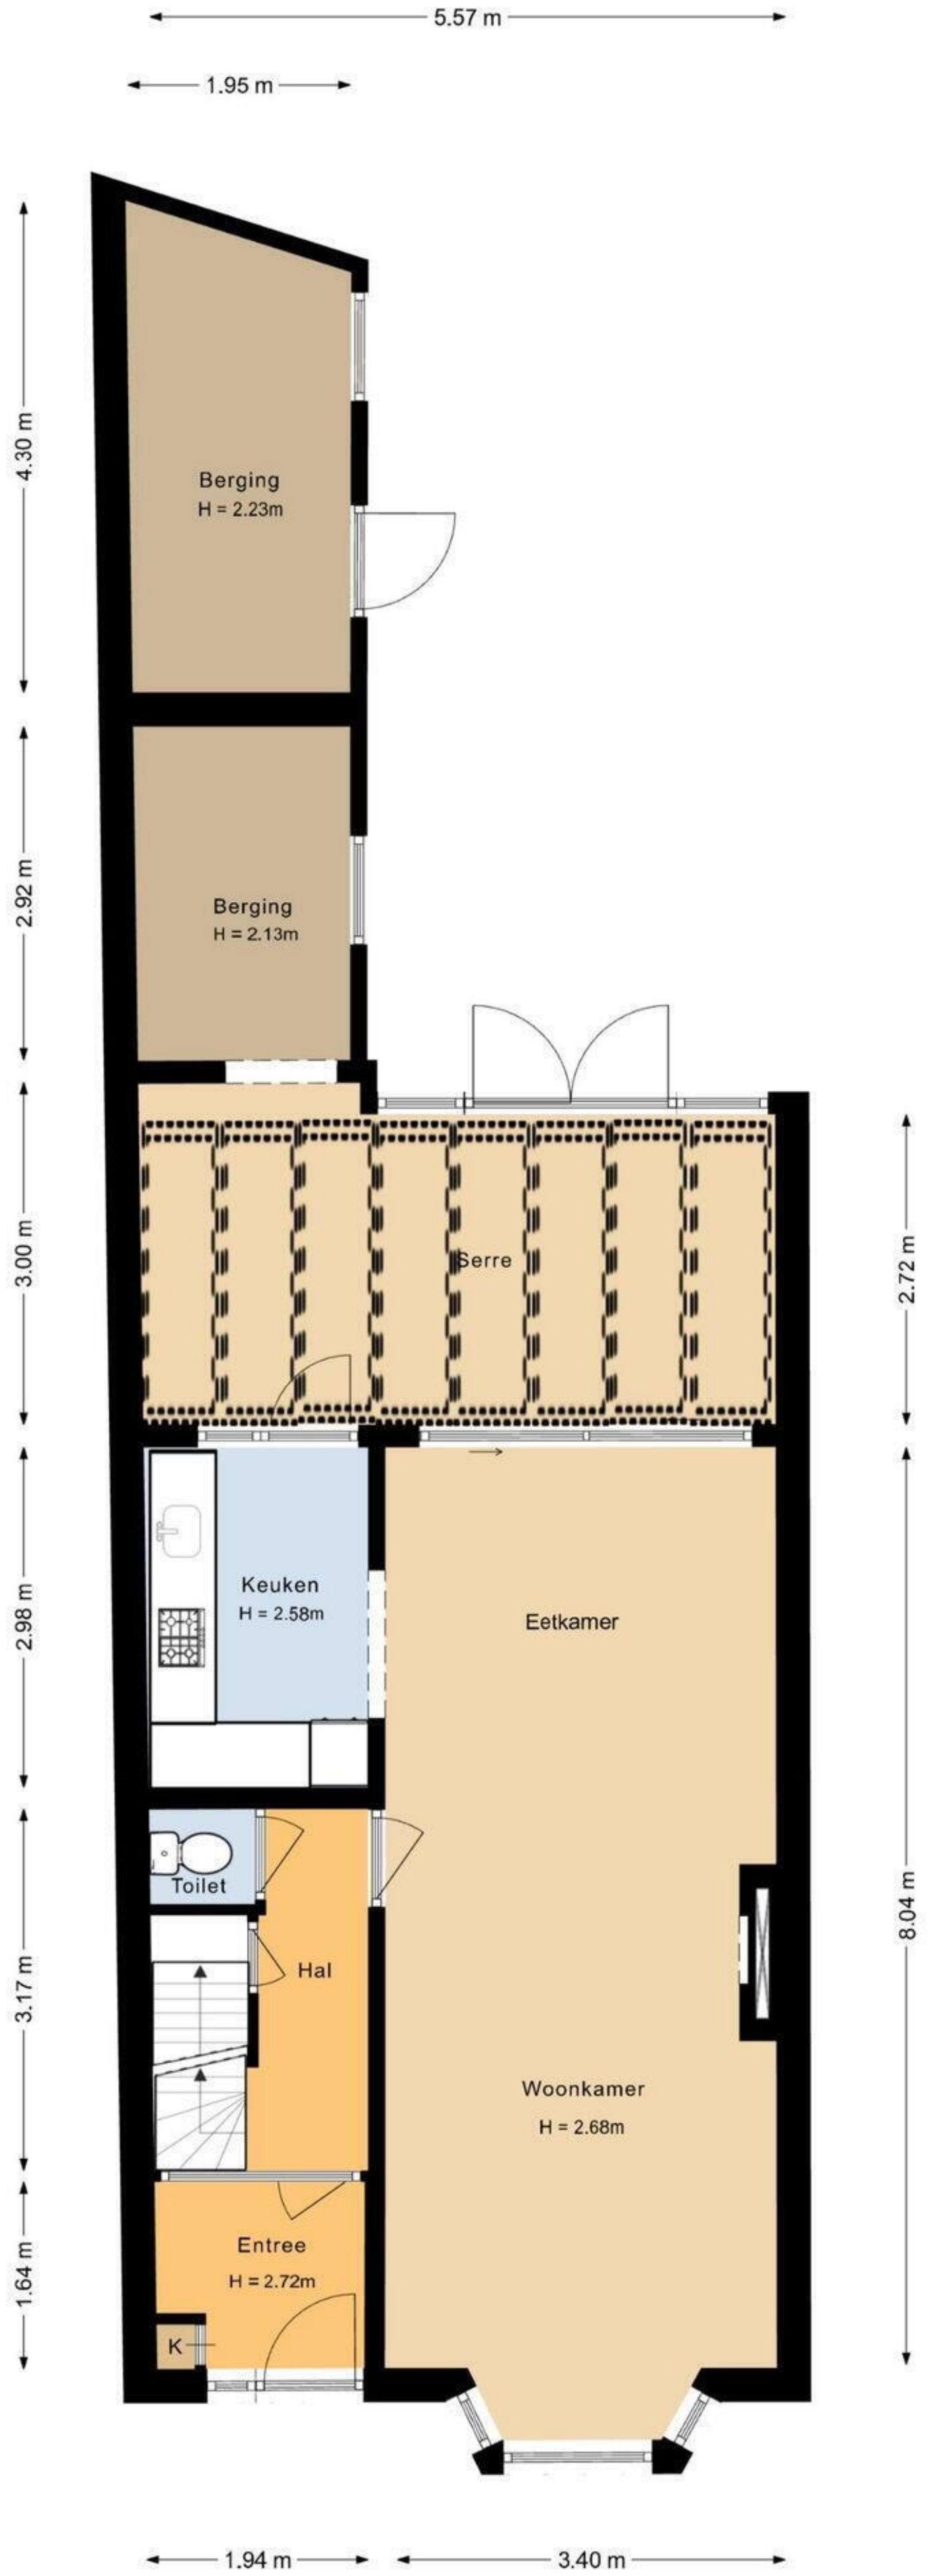 5.57 m
1.95 m
4.30 m
Berging
H = 2.23m
2.92 m
Berging
H = 2.13m
3.00 m
Serre
2.72 m
2.98 m
Keuken
H = 2.58m
Eetkamer
Toilet
3.17 m
Hal
8.04 m
Woonkamer
H = 2.68m
1.64 m
Entree
H = 2.72m
K
1.94 m
3.40 m